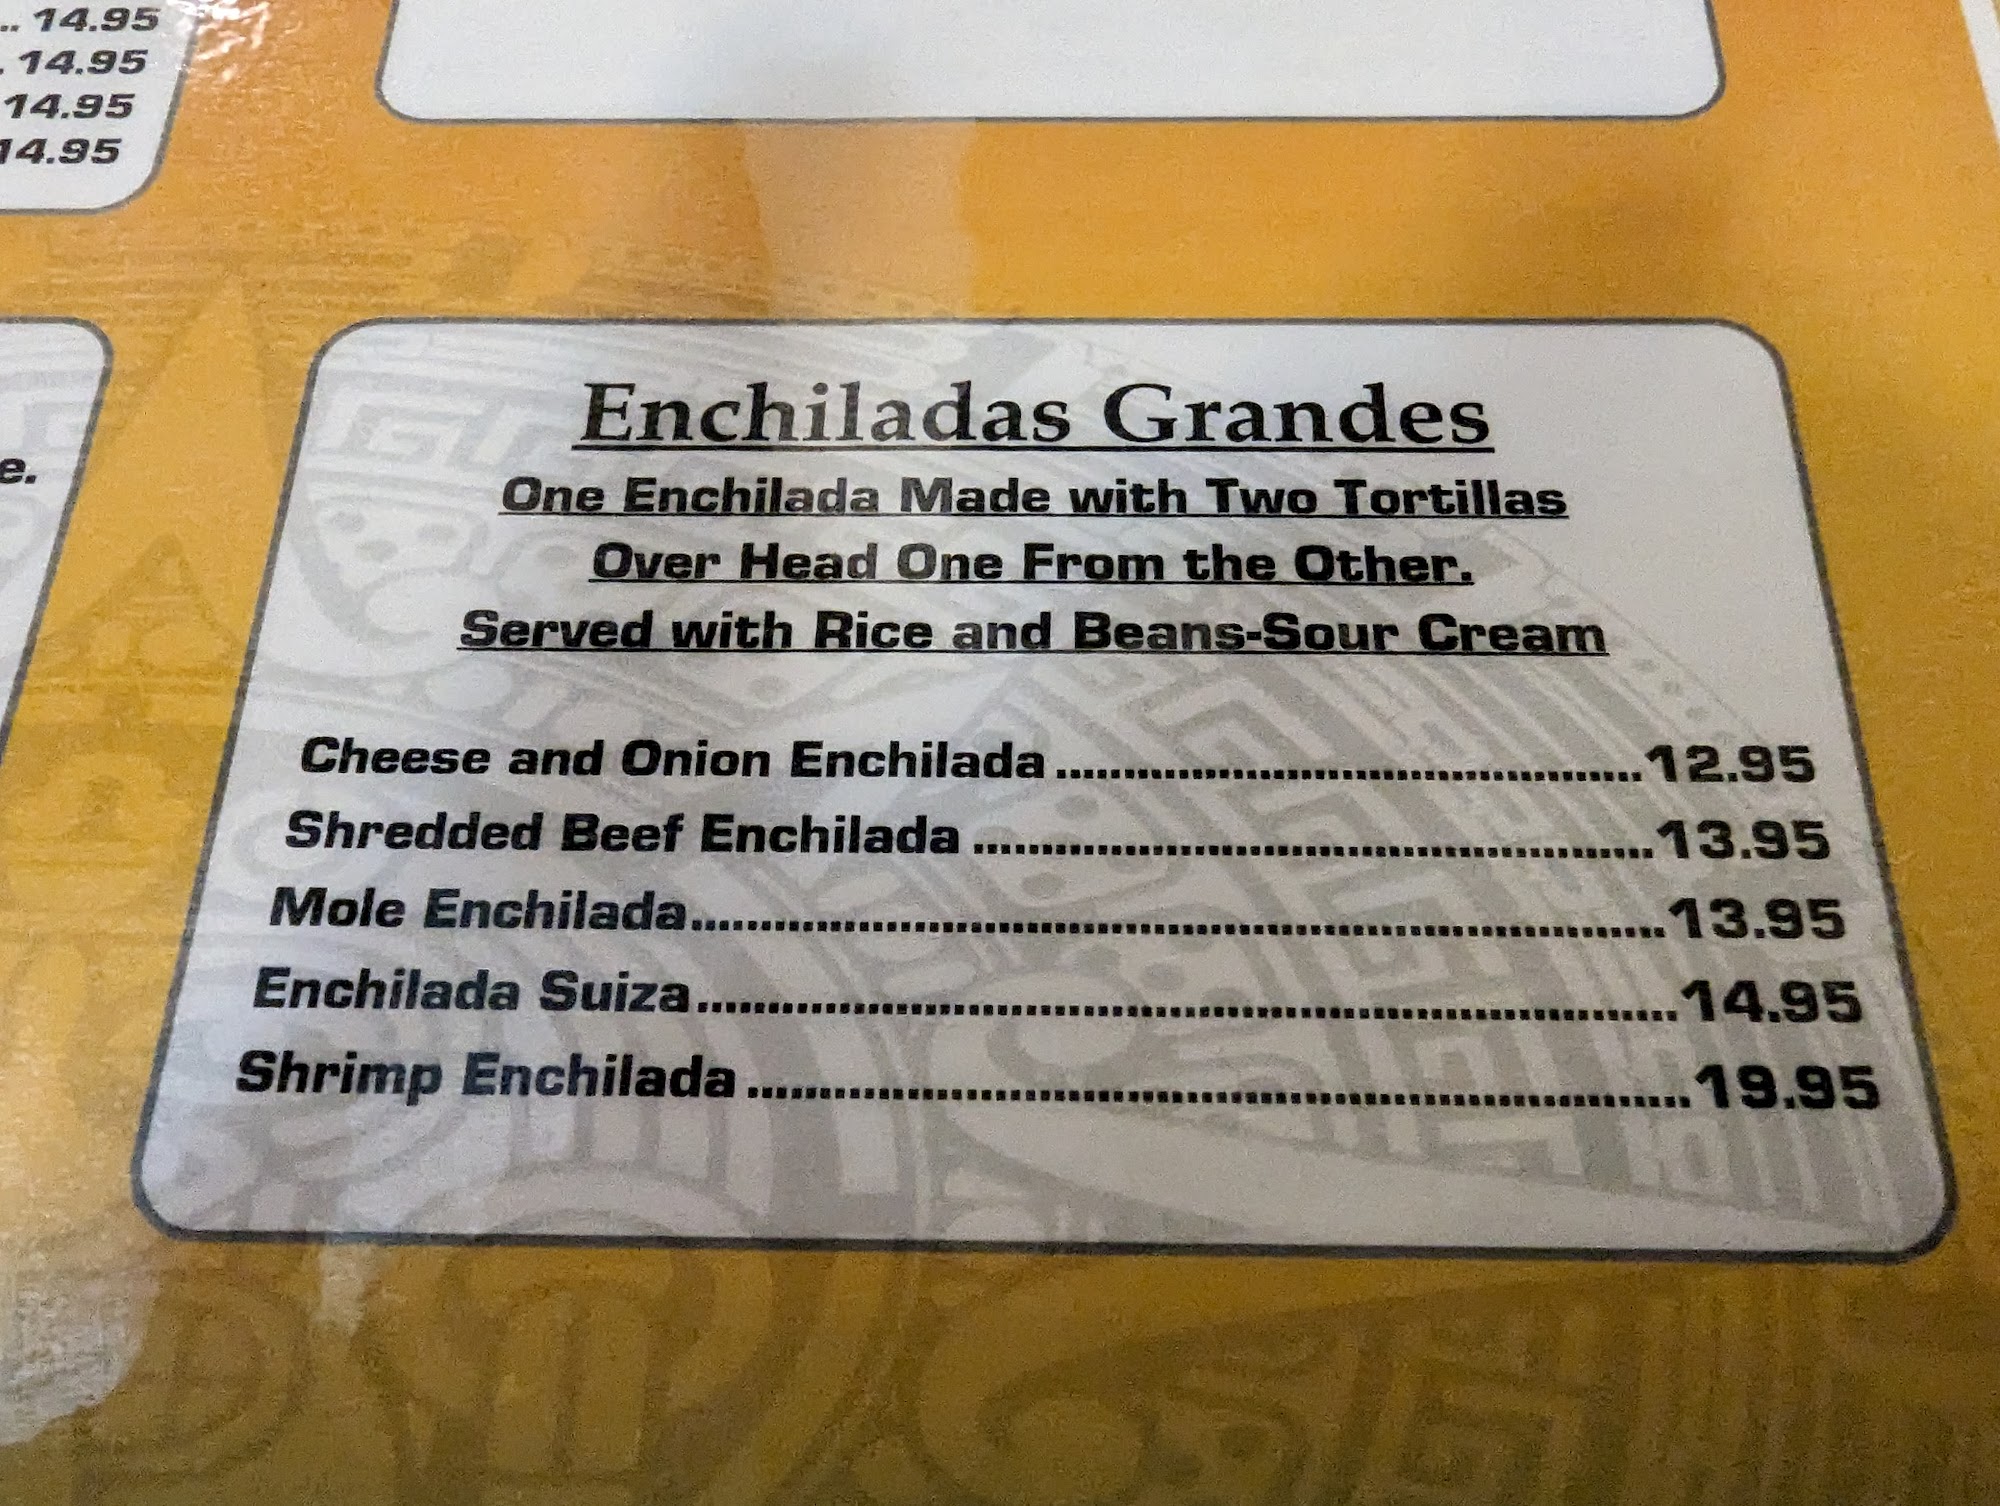 .. 14.95
. 14.95
14.95
14.95
e.
Enchiladas Grandes
One Enchilada Made with Two Tortillas
Over Head One From the Other.
Served with Rice and Beans-Sour Cream
Cheese and Onion Enchilada..........................................12.95
Shredded Beef Enchilada................................................13.95
Mole Enchilada....................................................................13.95
Enchilada Suiza....................................................................14.95
Shrimp Enchilada................................................................19.95